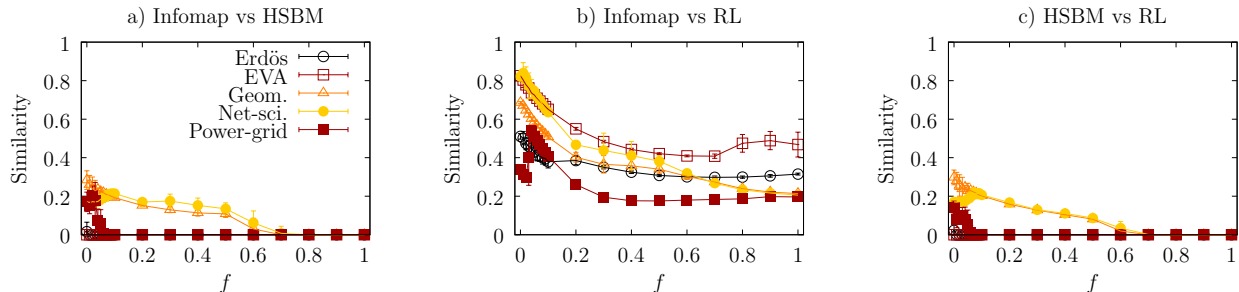 a) Infomap vs HSBM
1
0.8
0.6
0.4
0.2
0
0
0.2
0.4
0.6
0.8
1
Similarity
f
Erdös
EVA
Geom.
Net-sci.
Power-grid
b) Infomap vs RL
1
0.8
0.6
0.4
0.2
0
0
0.2
0.4
0.6
0.8
1
Similarity
f
c) HSBM vs RL
1
0.8
0.6
0.4
0.2
0
0
0.2
0.4
0.6
0.8
1
Similarity
f